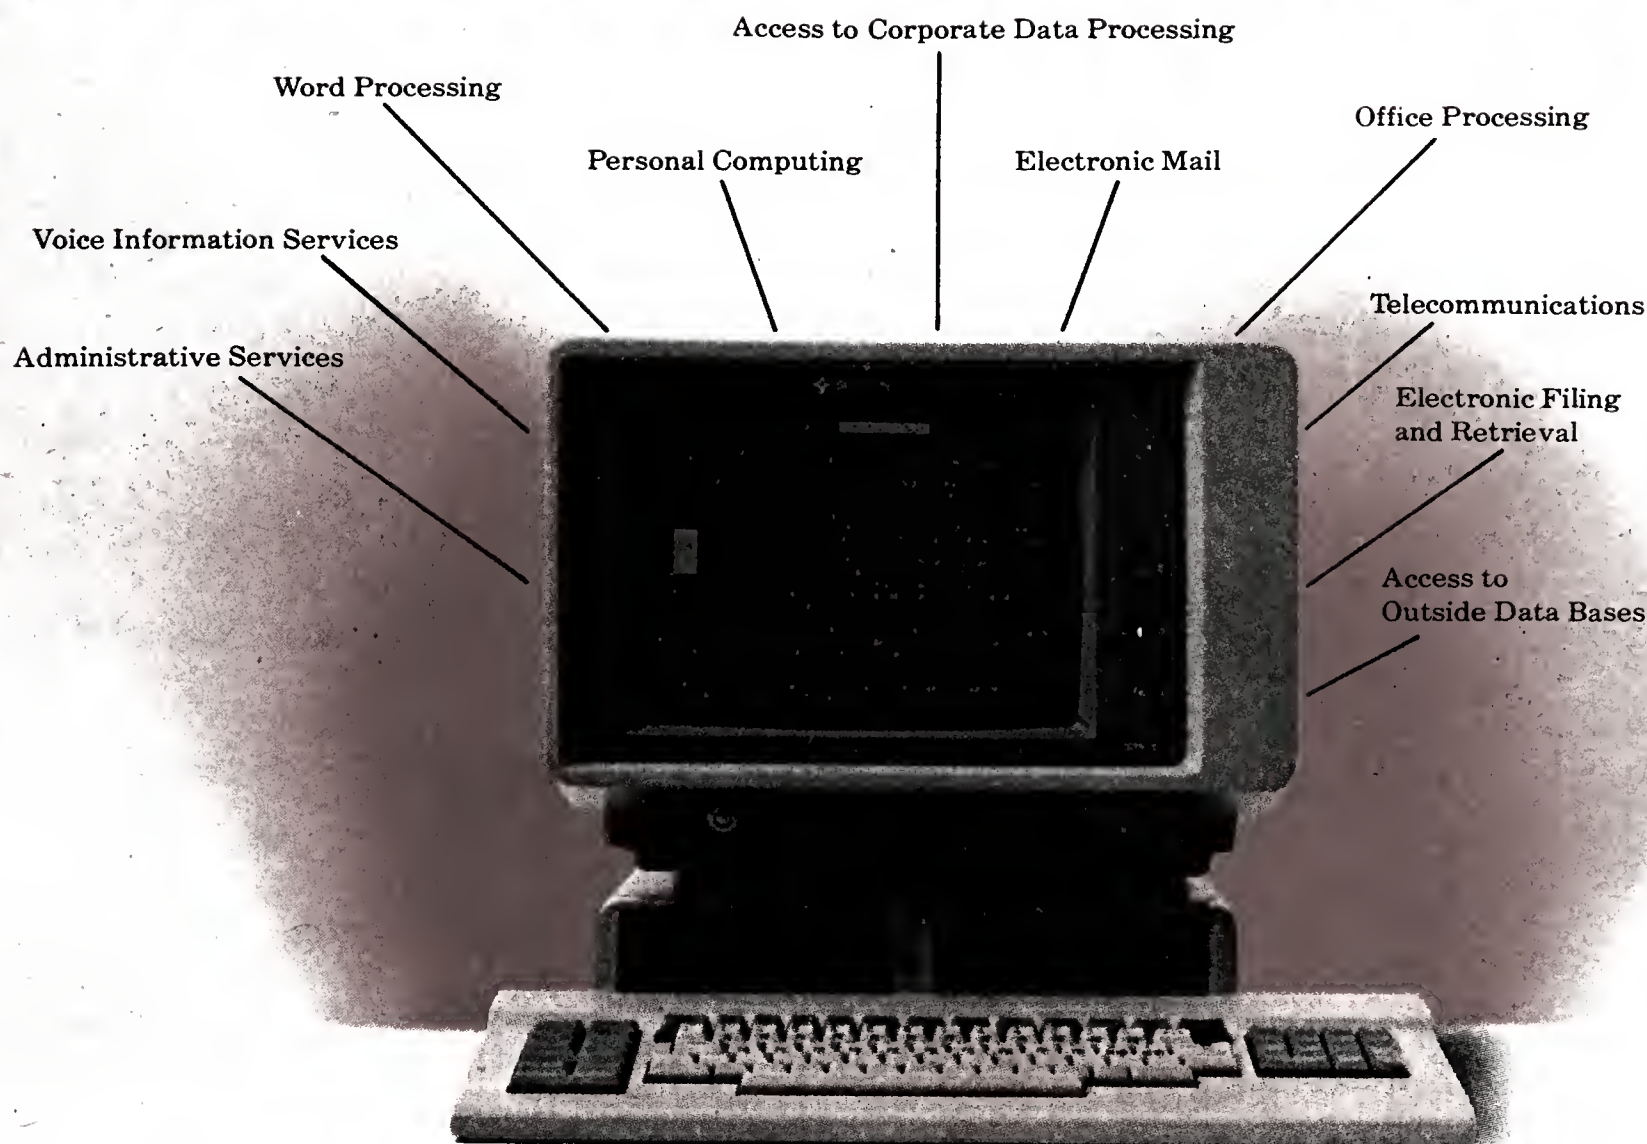 Access to Corporate Data Processing
Word Processing
Office Processing
Personal Computing
Electronic Mail
Voice Information Services
Telecommunications
Administrative Services
Electronic Filing
and Retrieval
Access to
Outside Data Bases